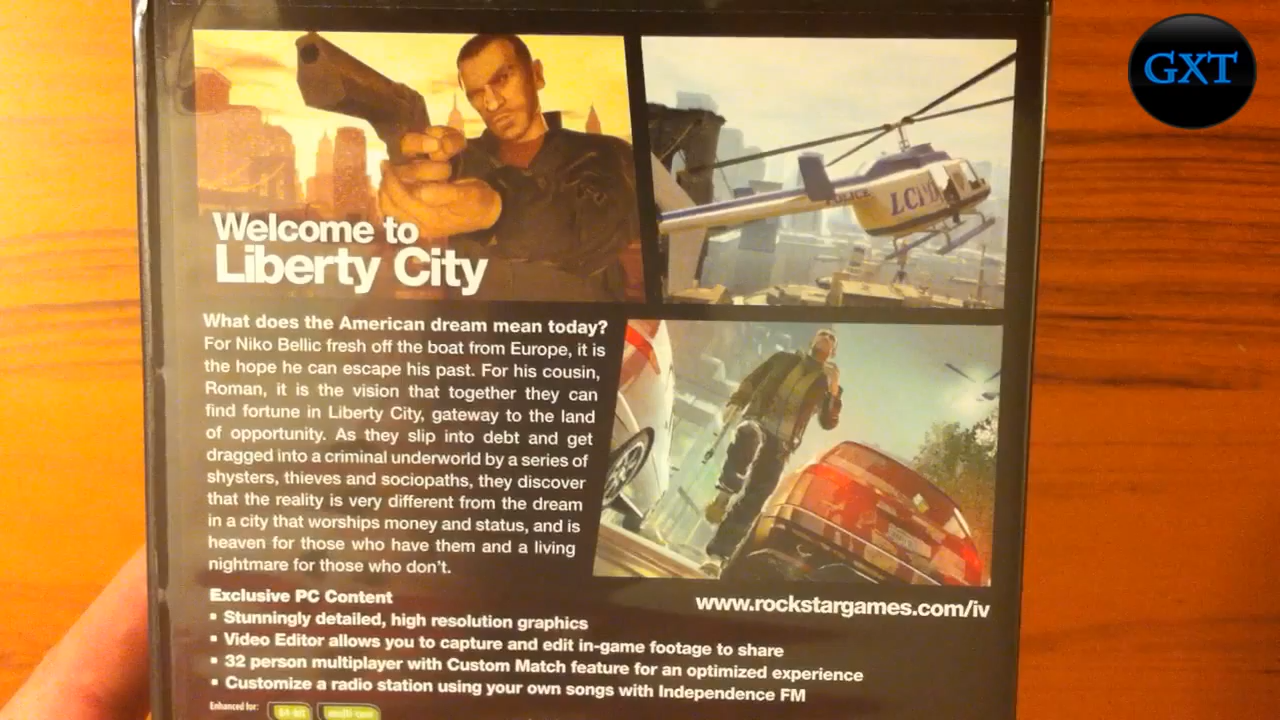 GXT
Welcome to
Liberty City
POLICE
What does the American dream mean today?
For Niko Bellic fresh off the boat from Europe, it is
the hope he can escape his past. For his cousin,
Roman, it is the vision that together they can
find fortune in Liberty City, gateway to the land
of opportunity. As they slip into debt and get
dragged into a criminal underworld by a series of
shysters, thieves and sociopaths, they discover
that the reality is very different from the dream
in a city that worships money and status, and is
heaven for those who have them and a living
nightmare for those who don't.
www.rockstargames.com/iv
Exclusive PC Content
▪ Stunningly detailed, high resolution graphics
▪ Video Editor allows you to capture and edit in-game footage to share
▪ 32 person multiplayer with Custom Match feature for an optimized experience
▪ Customize a radio station using your own songs with Independence FM
Enhanced for:
64-bit
multi-core